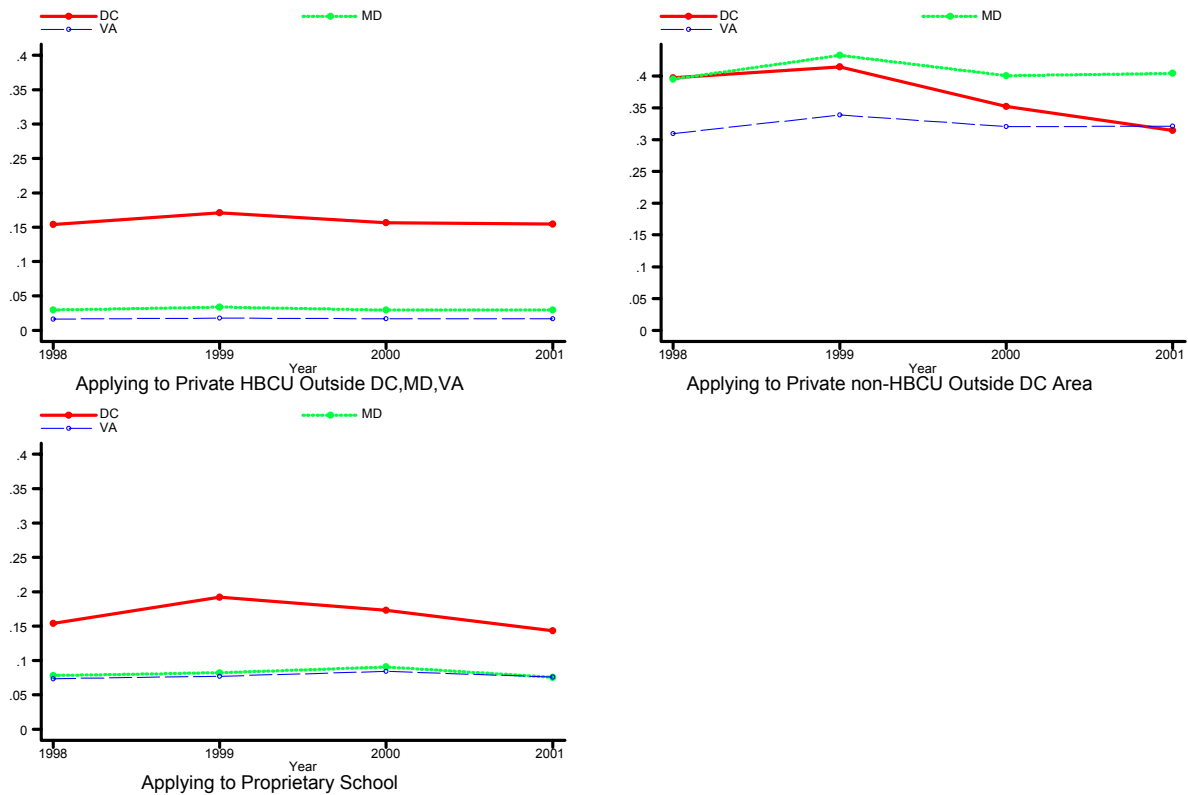 DC MD
VA
.4
.35
.3
.25
.2
.15
.1
.05
0
1998 1999 2000 2001
Year
Applying to Private HBCU Outside DC,MD,VA
DC MD
VA
.4
.35
.3
.25
.2
.15
.1
.05
0
1998 1999 2000 2001
Year
Applying to Private non-HBCU Outside DC Area
DC MD
VA
.4
.35
.3
.25
.2
.15
.1
.05
0
1998 1999 2000 2001
Year
Applying to Proprietary School